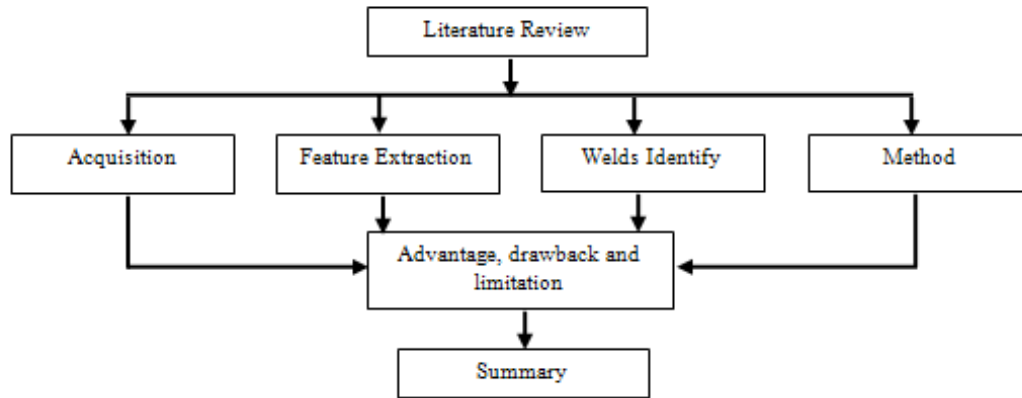 Literature Review
Acquisition
Feature Extraction
Welds Identify
Method
Advantage, drawback and
limitation
Summary